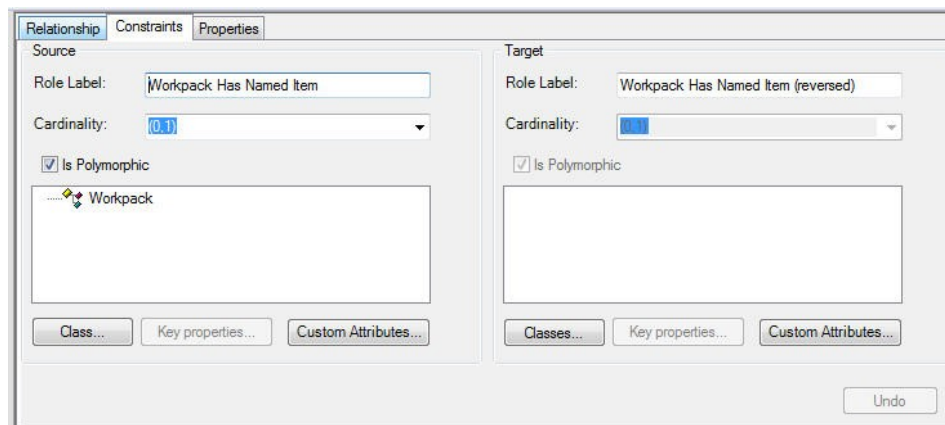 Relationship Constraints Properties
Source
Role Label: Workpack Has Named Item
Cardinality: (0,1)
Is Polymorphic
Workpack
Class... Key properties... Custom Attributes...
Target
Role Label: Workpack Has Named Item (reversed)
Cardinality: (0,1)
Is Polymorphic
Classes... Key properties... Custom Attributes...
Undo